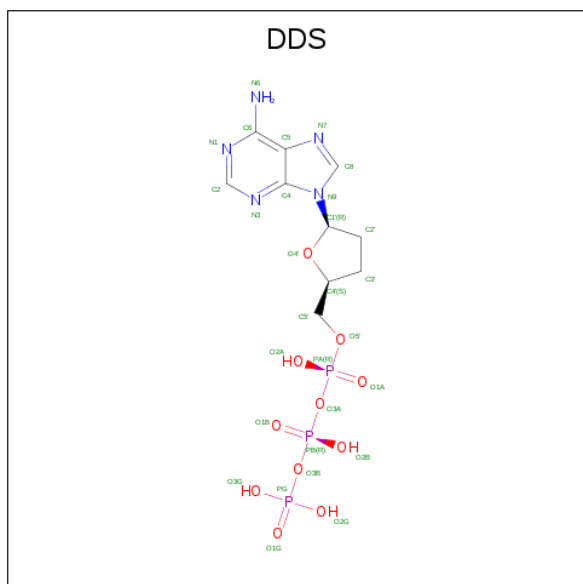 DDS
N6
NH2
C6
N1
N
C5
N7
N
C8
C2
N
N3
C4
N
N9
C1'(R)
C2'
O4'
O
C3'
C4'(S)
C5'
O5'
O
O2A
HO
PA(R)
P
O
O1A
O
O3A
O1B
O
P
OH
PB(R)
O2B
O
O3B
O3G
HO
PG
P
OH
O2G
O
O1G